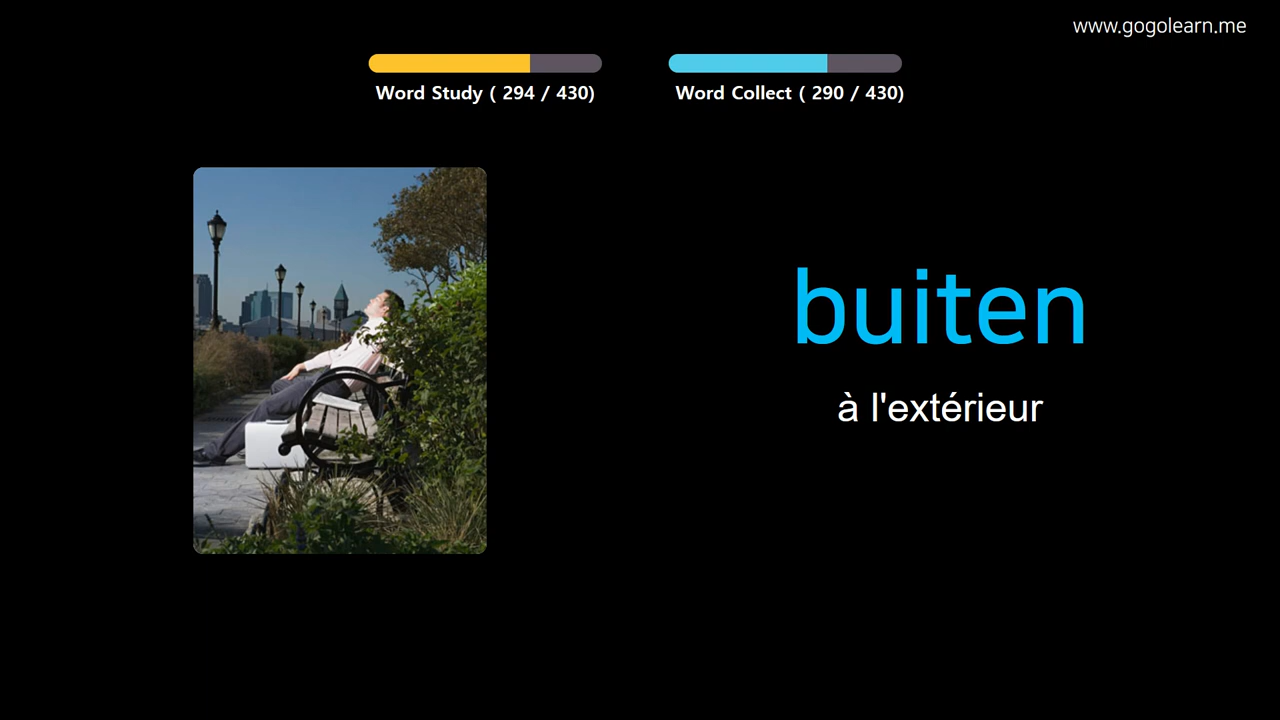 www.gogolearn.me
Word Study ( 294 / 430)
Word Collect ( 290 / 430)
buiten
à l'extérieur